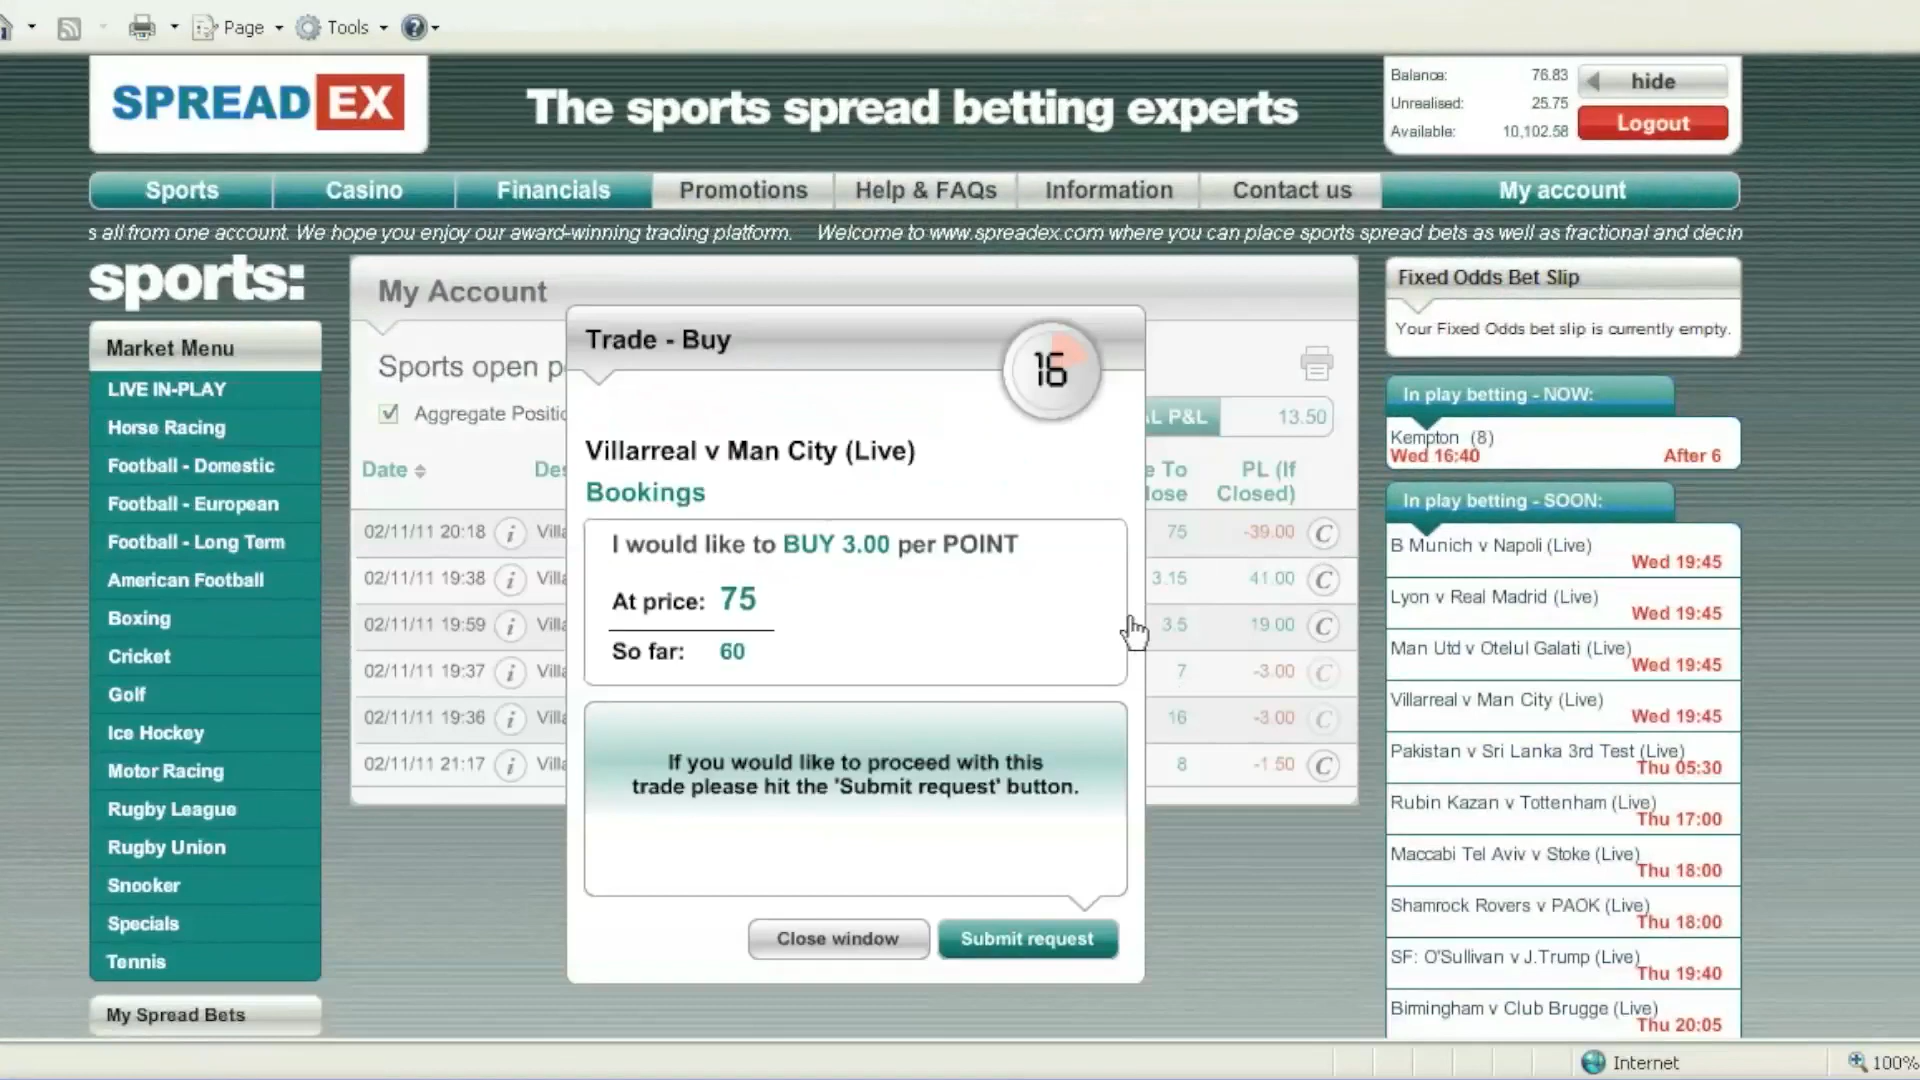 Page
Tools
SPREADEX
The sports spread betting experts
Balance: 76.83
Unrealised: 25.75
Available: 10,102.58
hide
Logout
Sports Casino Financials Promotions Help & FAQs Information Contact us My account
s all from one account. We hope you enjoy our award-winning trading platform. Welcome to www.spreadex.com where you can place sports spread bets as well as fractional and decin
sports:
Market Menu
LIVE IN-PLAY
Horse Racing
Football - Domestic
Football - European
Football - Long Term
American Football
Boxing
Cricket
Golf
Ice Hockey
Motor Racing
Rugby League
Rugby Union
Snooker
Specials
Tennis
My Spread Bets
My Account
Sports open p
Aggregate Positio
L P&L 13.50
Date Des e To lose PL (If Closed)
02/11/11 20:18 i Villa 75 -39.00 C
02/11/11 19:38 i Villa 3.15 41.00 C
02/11/11 19:59 i Villa 3.5 19.00 C
02/11/11 19:37 i Villa 7 -3.00 C
02/11/11 19:36 i Villa 16 -3.00 C
02/11/11 21:17 i Villa 8 -1.50 C
Trade - Buy
16
Villarreal v Man City (Live)
Bookings
I would like to BUY 3.00 per POINT
At price: 75
So far: 60
If you would like to proceed with this
trade please hit the 'Submit request' button.
Close window
Submit request
Fixed Odds Bet Slip
Your Fixed Odds bet slip is currently empty.
In play betting - NOW:
Kempton (8)
Wed 16:40 After 6
In play betting - SOON:
B Munich v Napoli (Live)
Wed 19:45
Lyon v Real Madrid (Live)
Wed 19:45
Man Utd v Otelul Galati (Live)
Wed 19:45
Villarreal v Man City (Live)
Wed 19:45
Pakistan v Sri Lanka 3rd Test (Live)
Thu 05:30
Rubin Kazan v Tottenham (Live)
Thu 17:00
Maccabi Tel Aviv v Stoke (Live)
Thu 18:00
Shamrock Rovers v PAOK (Live)
Thu 18:00
SF: O'Sullivan v J.Trump (Live)
Thu 19:40
Birmingham v Club Brugge (Live)
Thu 20:05
Internet
100%